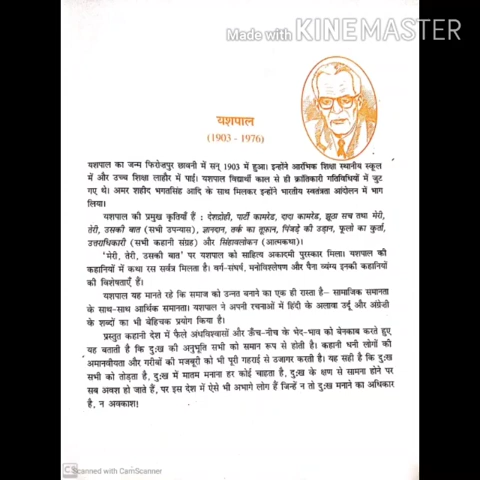 Made with KINEMASTER
यशपाल
(1903 - 1976)
यशपाल का जन्म फिरोजपुर छावनी में सन् 1903 में हुआ। इन्होंने आरंभिक शिक्षा स्थानीय स्कूल
में और उच्च शिक्षा लाहौर में पाई। यशपाल विद्यार्थी काल से ही क्रांतिकारी गतिविधियों में जुट
गए थे। अमर शहीद भगतसिंह आदि के साथ मिलकर इन्होंने भारतीय स्वतंत्रता आंदोलन में भाग
लिया।
यशपाल की प्रमुख कृतियाँ हैं : देशद्रोही, पार्टी कामरेड, दादा कामरेड, झूठा सच तथा मेरी,
तेरी, उसकी बात (सभी उपन्यास), ज्ञानदान, तर्क का तूफ़ान, पिंजड़े की उड़ान, फूलो का कुर्ता,
उत्तराधिकारी (सभी कहानी संग्रह) और सिंहावलोकन (आत्मकथा)।
'मेरी, तेरी, उसकी बात' पर यशपाल को साहित्य अकादमी पुरस्कार मिला। यशपाल की
कहानियों में कथा रस सर्वत्र मिलता है। वर्ग-संघर्ष, मनोविश्लेषण और पैना व्यंग्य इनकी कहानियों
की विशेषताएँ हैं।
यशपाल यह मानते रहे कि समाज को उन्नत बनाने का एक ही रास्ता है– सामाजिक समानता
के साथ-साथ आर्थिक समानता। यशपाल ने अपनी रचनाओं में हिंदी के अलावा उर्दू और अंग्रेज़ी
के शब्दों का भी बेहिचक प्रयोग किया है।
प्रस्तुत कहानी देश में फैले अंधविश्वासों और ऊँच-नीच के भेद-भाव को बेनकाब करते हुए
यह बताती है कि दुःख की अनुभूति सभी को समान रूप से होती है। कहानी धनी लोगों की
अमानवीयता और गरीबों की मजबूरी को भी पूरी गहराई से उजागर करती है। यह सही है कि दुःख
सभी को तोड़ता है, दुःख में मातम मनाना हर कोई चाहता है, दुःख के क्षण से सामना होने पर
सब अवश हो जाते हैं, पर इस देश में ऐसे भी अभागे लोग हैं जिन्हें न तो दुःख मनाने का अधिकार
है, न अवकाश!
CS Scanned with CamScanner